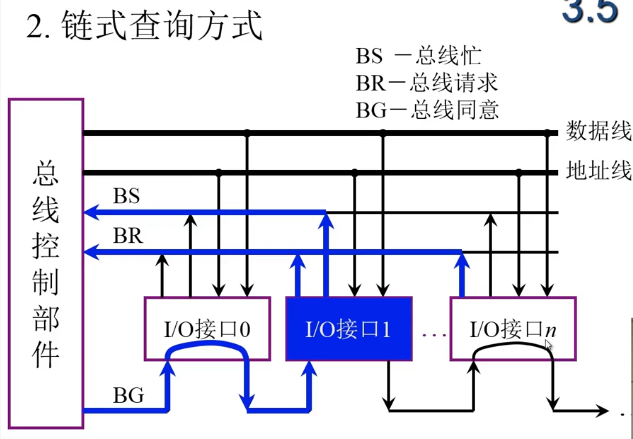 3.5
2. 链式查询方式
BS －总线忙
BR－总线请求
BG－总线同意
数据线
地址线
BS
BR
总线控制部件
I/O接口0
I/O接口1
…
I/O接口n
BG